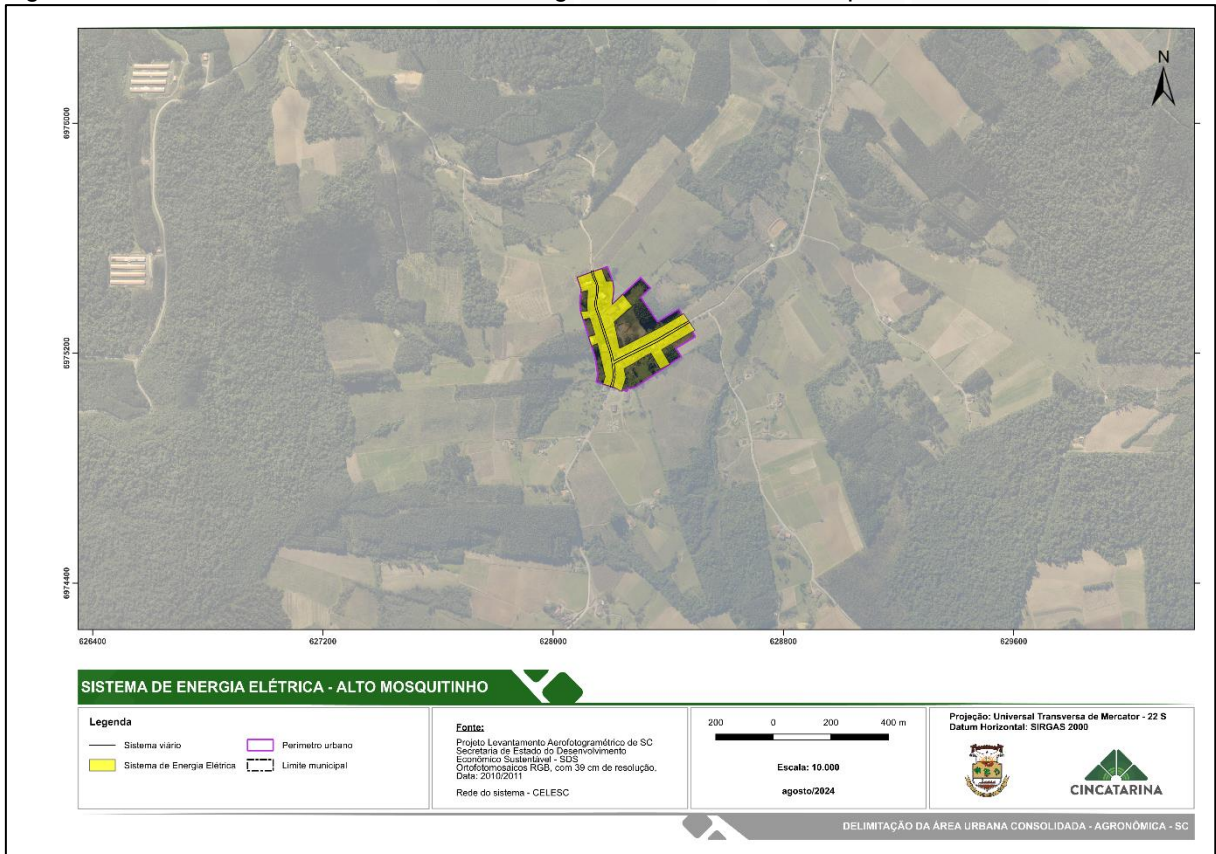 N
6976000
6975200
6974400
626400
627200
628000
628800
629600
SISTEMA DE ENERGIA ELÉTRICA - ALTO MOSQUITINHO
Legenda
Sistema viário
Perímetro urbano
Sistema de Energia Elétrica
Limite municipal
Fonte:
Projeto Levantamento Aerofotogramétrico de SC
Secretaria de Estado do Desenvolvimento
Econômico Sustentável - SDS
Ortofotomosaicos RGB, com 39 cm de resolução.
Data: 2010/2011
Rede do sistema - CELESC
200 0 200 400 m
Escala: 10.000
agosto/2024
Projeção: Universal Transversa de Mercator - 22 S
Datum Horizontal: SIRGAS 2000
CINCATARINA
DELIMITAÇÃO DA ÁREA URBANA CONSOLIDADA - AGRONÔMICA - SC